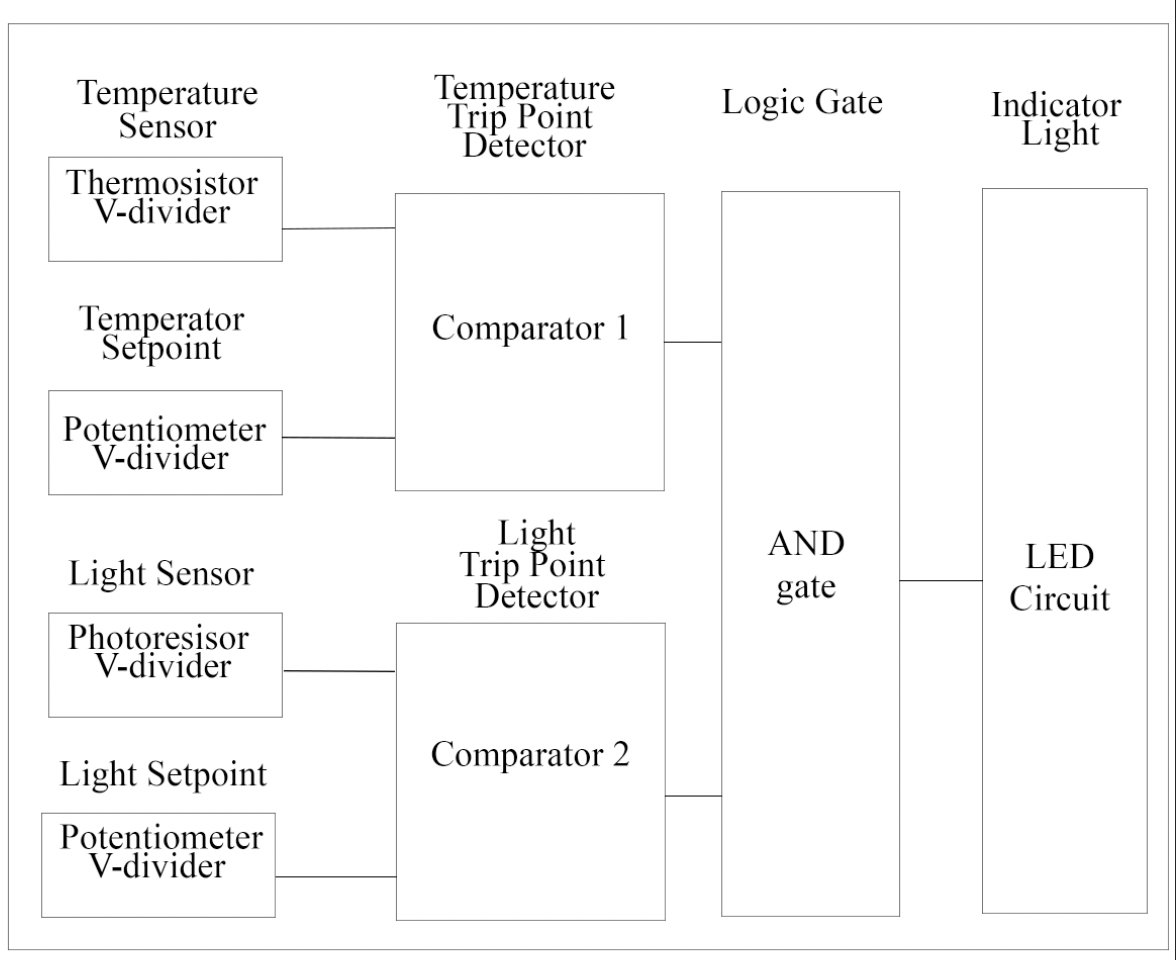 Temperature
Sensor
Thermosistor
V-divider
Temperator
Setpoint
Potentiometer
V-divider
Light Sensor
Photoresisor
V-divider
Light Setpoint
Potentiometer
V-divider
Temperature
Trip Point
Detector
Comparator 1
Light
Trip Point
Detector
Comparator 2
Logic Gate
AND
gate
Indicator
Light
LED
Circuit